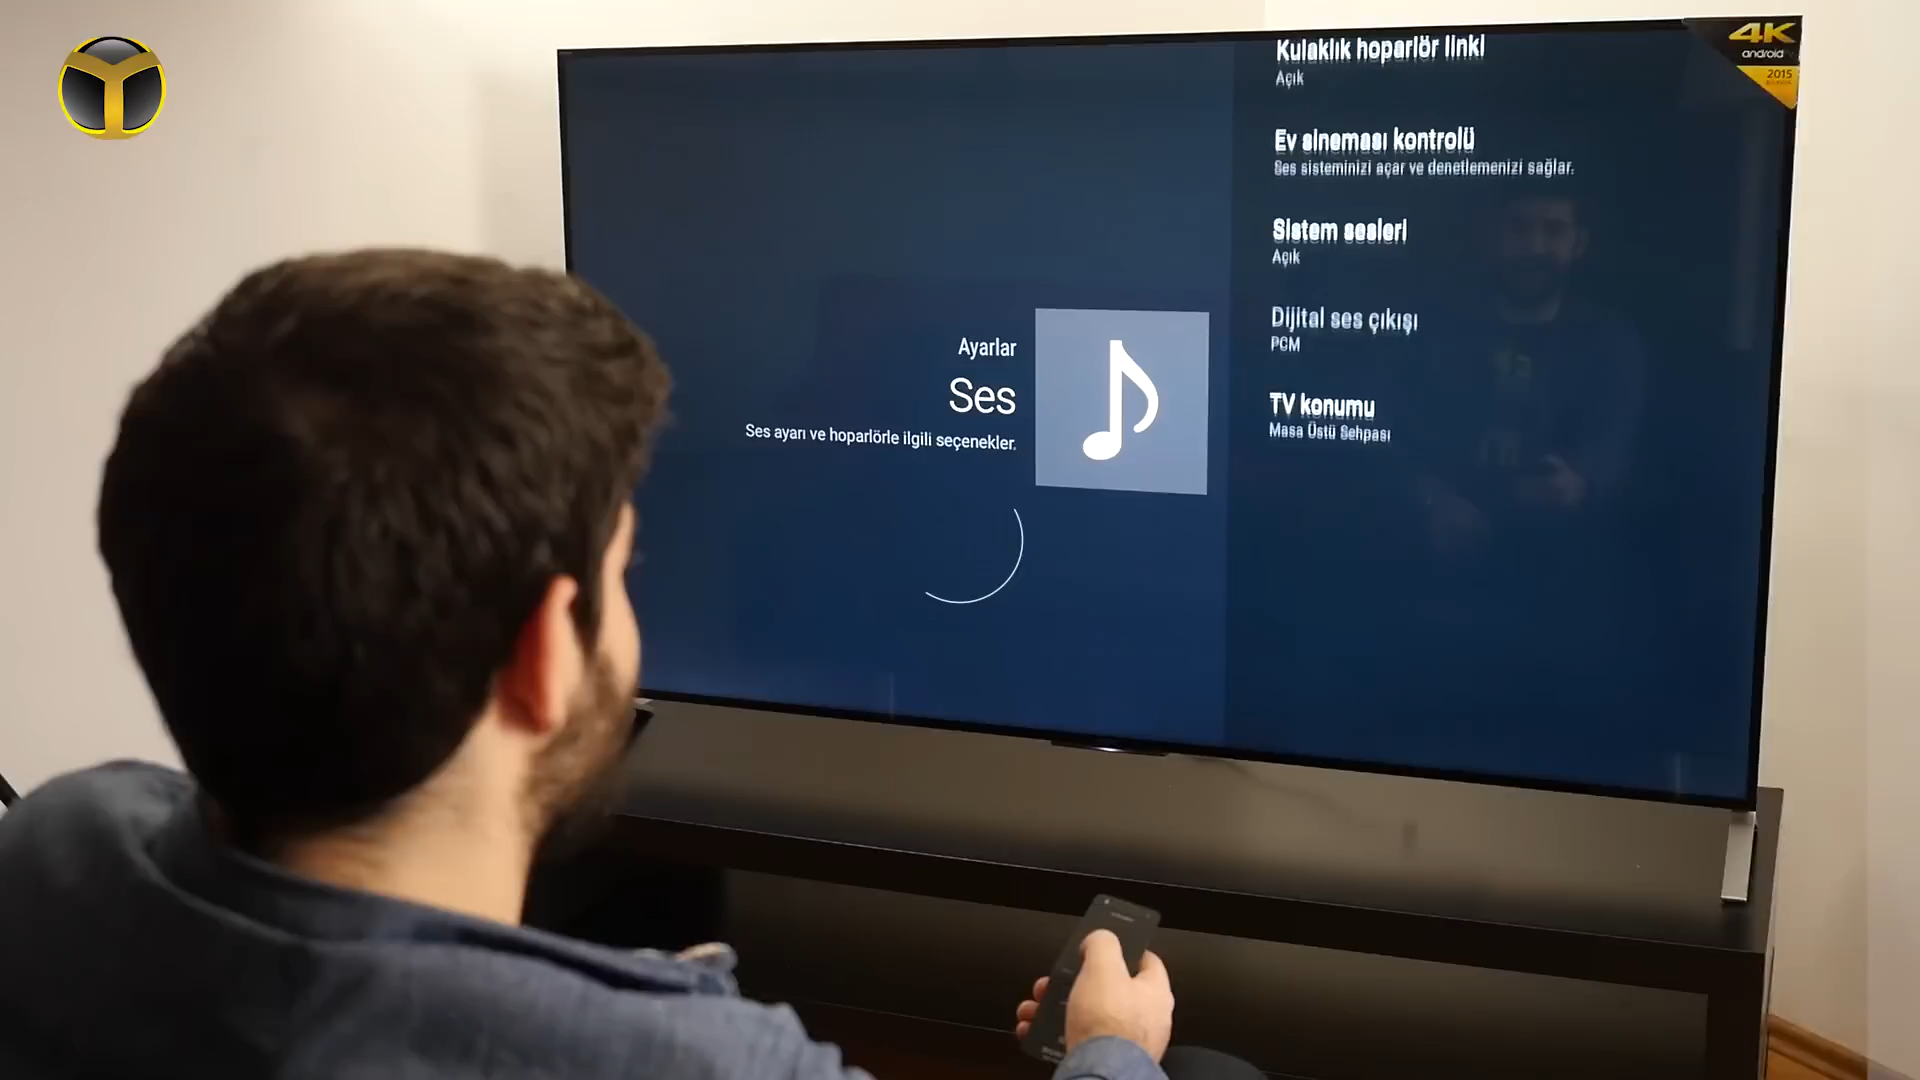 Ayarlar
Ses
Ses ayarı ve hoparlörle ilgili seçenekler.
Kulaklık hoparlör linki
Açık
Ev sineması kontrolü
Ses sisteminizi açar ve denetlemenizi sağlar.
Sistem sesleri
Açık
Dijital ses çıkışı
PCM
TV konumu
Masa Üstü Sehpası
4K
android
2015